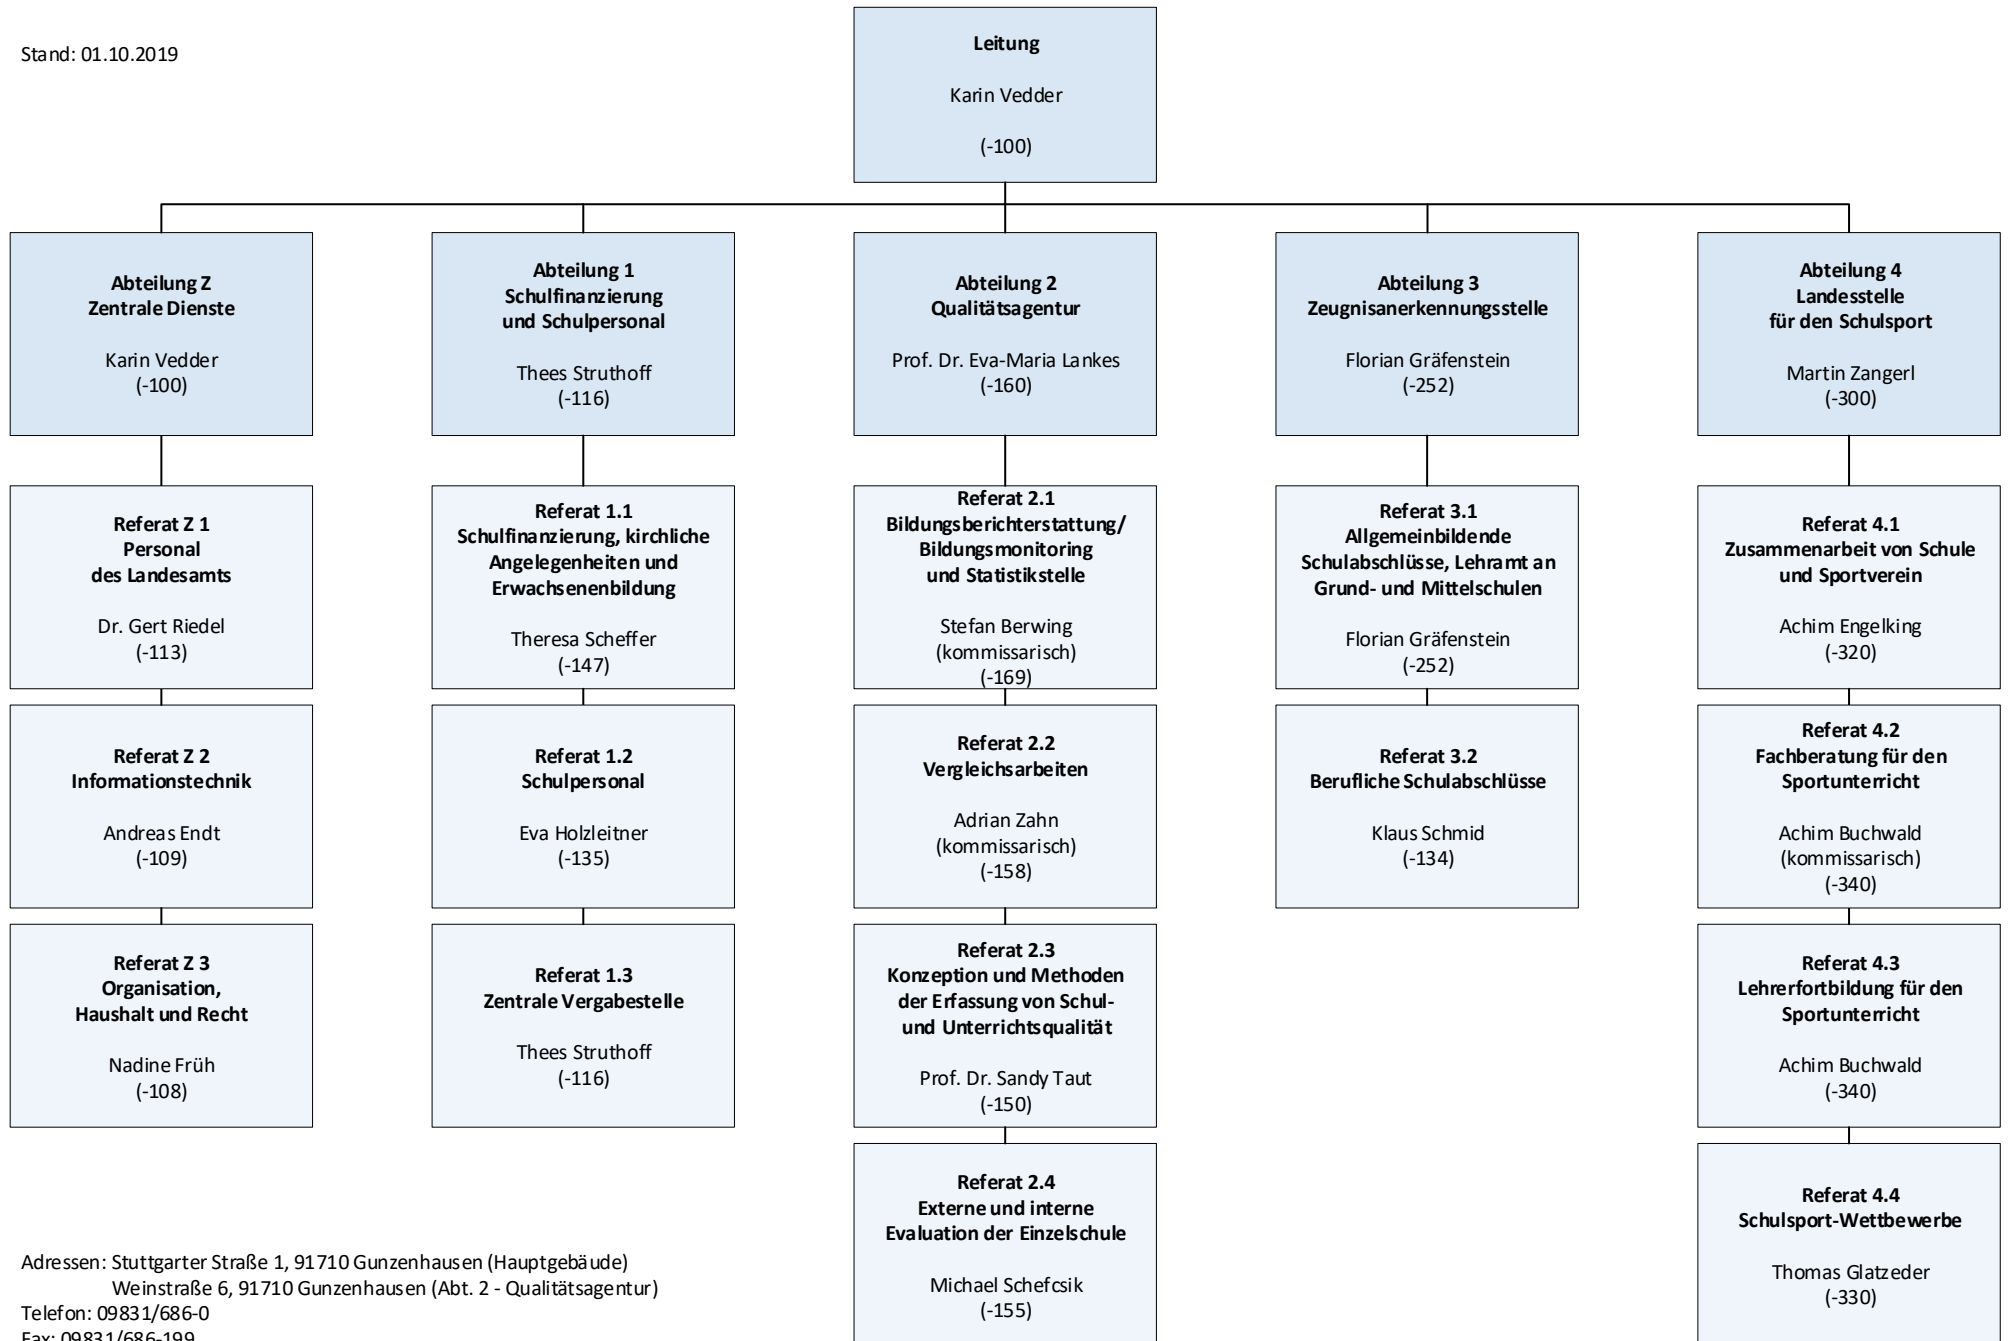 Stand: 01.10.2019
Leitung
Karin Vedder
(-100)
Abteilung Z
Zentrale Dienste
Karin Vedder
(-100)
Abteilung 1
Schulfinanzierung
und Schulpersonal
Thees Struthoff
(-116)
Abteilung 2
Qualitätsagentur
Prof. Dr. Eva-Maria Lankes
(-160)
Abteilung 3
Zeugnisanerkennungsstelle
Florian Gräfenstein
(-252)
Abteilung 4
Landesstelle
für den Schulsport
Martin Zangerl
(-300)
Referat Z 1
Personal
des Landesamts
Dr. Gert Riedel
(-113)
Referat 1.1
Schulfinanzierung, kirchliche
Angelegenheiten und
Erwachsenenbildung
Theresa Scheffer
(-147)
Referat 2.1
Bildungsberichterstattung/
Bildungsmonitoring
und Statistikstelle
Stefan Berwing
(kommissarisch)
(-169)
Referat 3.1
Allgemeinbildende
Schulabschlüsse, Lehramt an
Grund- und Mittelschulen
Florian Gräfenstein
(-252)
Referat 4.1
Zusammenarbeit von Schule
und Sportverein
Achim Engelking
(-320)
Referat Z 2
Informationstechnik
Andreas Endt
(-109)
Referat 1.2
Schulpersonal
Eva Holzleitner
(-135)
Referat 2.2
Vergleichsarbeiten
Adrian Zahn
(kommissarisch)
(-158)
Referat 3.2
Berufliche Schulabschlüsse
Klaus Schmid
(-134)
Referat 4.2
Fachberatung für den
Sportunterricht
Achim Buchwald
(kommissarisch)
(-340)
Referat Z 3
Organisation,
Haushalt und Recht
Nadine Früh
(-108)
Referat 1.3
Zentrale Vergabestelle
Thees Struthoff
(-116)
Referat 2.3
Konzeption und Methoden
der Erfassung von Schul-
und Unterrichtsqualität
Prof. Dr. Sandy Taut
(-150)
Referat 4.3
Lehrerfortbildung für den
Sportunterricht
Achim Buchwald
(-340)
Referat 2.4
Externe und interne
Evaluation der Einzelschule
Michael Schefcsik
(-155)
Referat 4.4
Schulsport-Wettbewerbe
Thomas Glatzeder
(-330)
Adressen: Stuttgarter Straße 1, 91710 Gunzenhausen (Hauptgebäude)
Weinstraße 6, 91710 Gunzenhausen (Abt. 2 - Qualitätsagentur)
Telefon: 09831/686-0
Fax: 09831/686-199